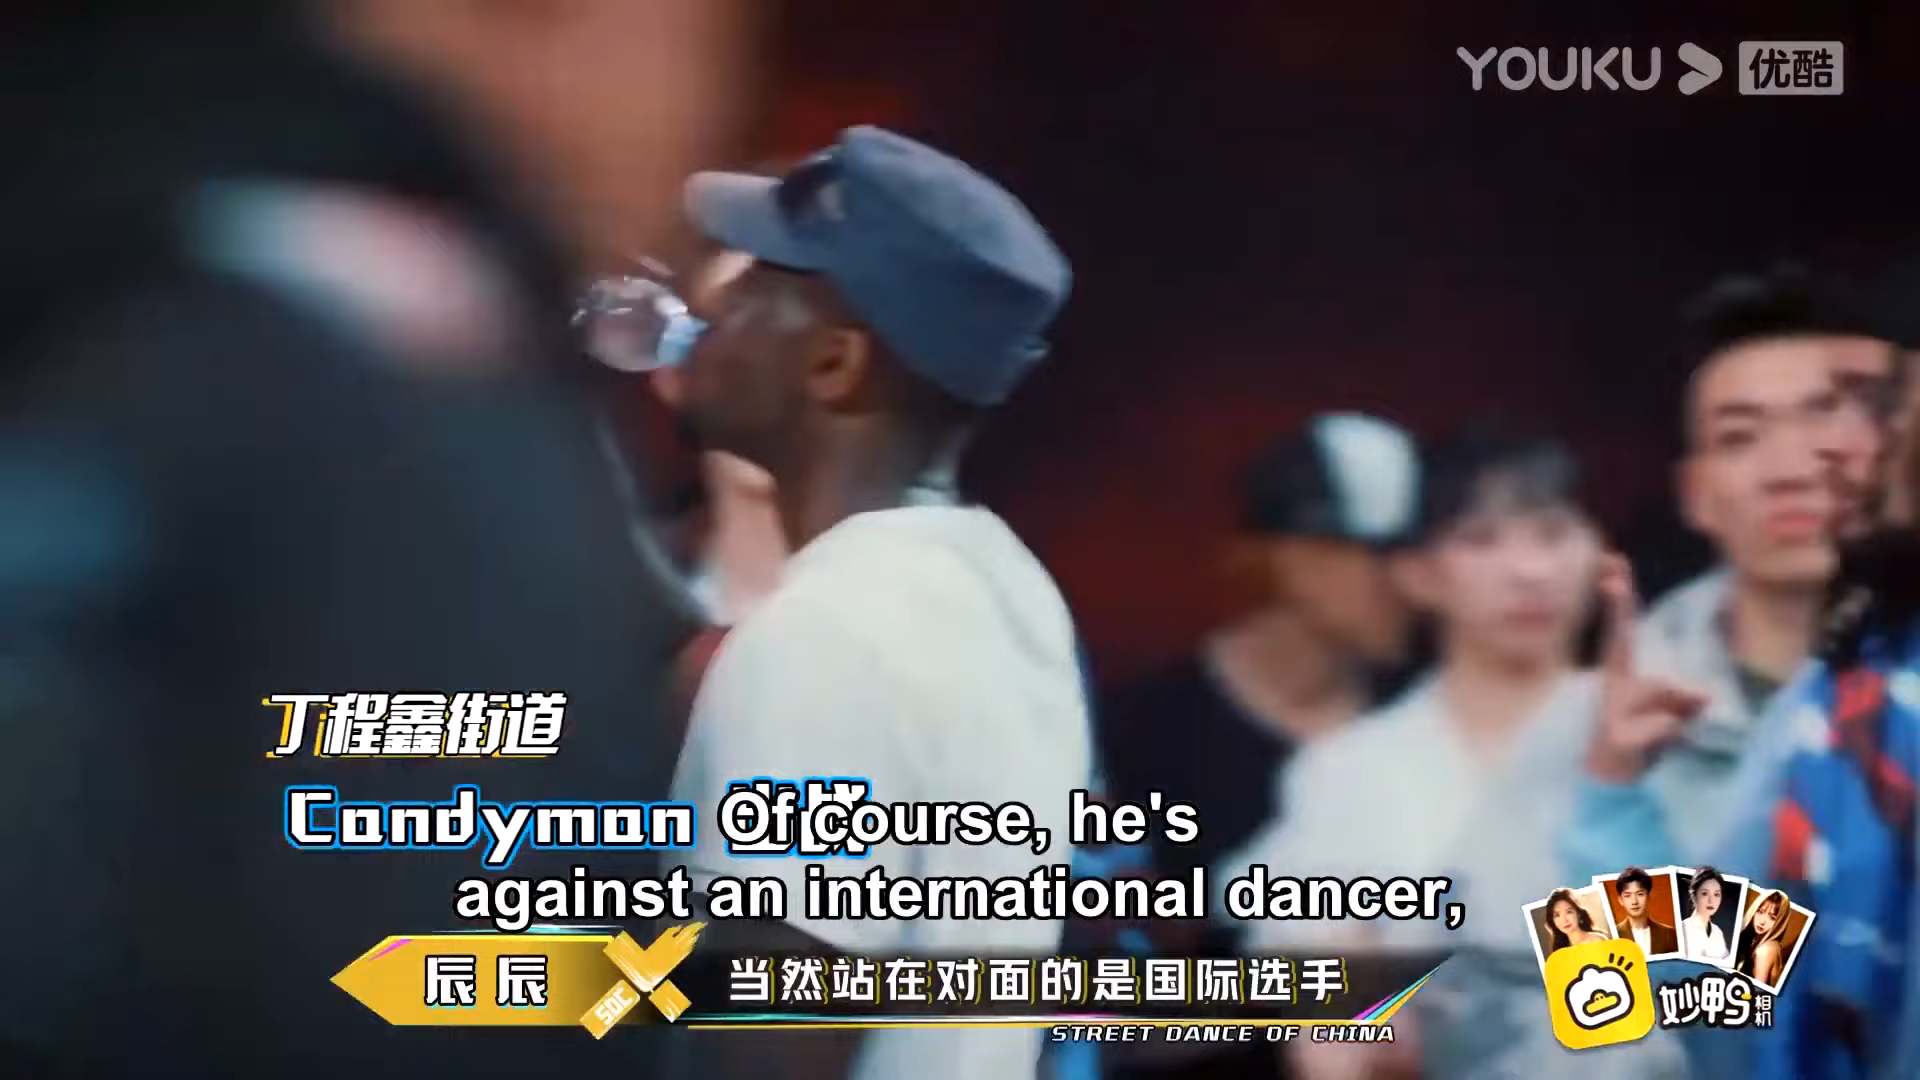 YOUKU 优酷
丁程鑫街道
Candyman 出战
Of course, he's
against an international dancer,
辰辰
SDC
当然站在对面的是国际选手
STREET DANCE OF CHINA
妙鸭相机